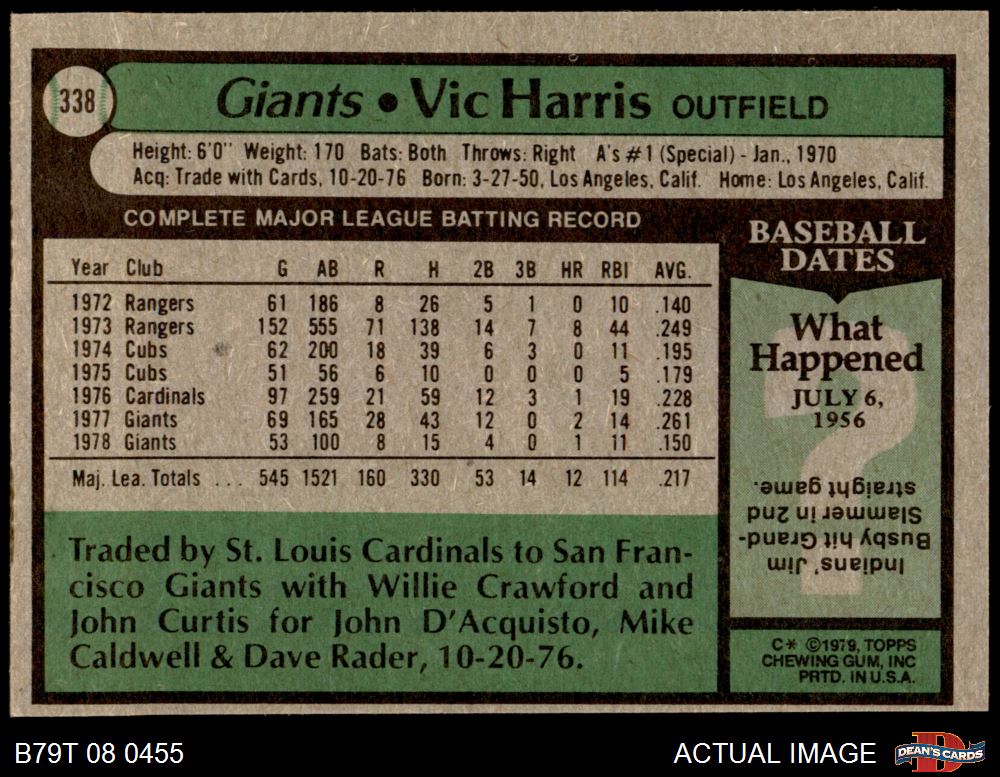 338
Giants • Vic Harris OUTFIELD
Height: 6'0" Weight: 170 Bats: Both Throws: Right A's #1 (Special) - Jan., 1970
Acq: Trade with Cards, 10-20-76 Born: 3-27-50, Los Angeles, Calif. Home: Los Angeles, Calif.
COMPLETE MAJOR LEAGUE BATTING RECORD
Year Club G AB R H 2B 3B HR RBI AVG.
1972 Rangers 61 186 8 26 5 1 0 10 .140
1973 Rangers 152 555 71 138 14 7 8 44 .249
1974 Cubs 62 200 18 39 6 3 0 11 .195
1975 Cubs 51 56 6 10 0 0 0 5 .179
1976 Cardinals 97 259 21 59 12 3 1 19 .228
1977 Giants 69 165 28 43 12 0 2 14 .261
1978 Giants 53 100 8 15 4 0 1 11 .150
Maj. Lea. Totals ... 545 1521 160 330 53 14 12 114 .217
Traded by St. Louis Cardinals to San Fran-
cisco Giants with Willie Crawford and
John Curtis for John D'Acquisto, Mike
Caldwell & Dave Rader, 10-20-76.
BASEBALL
DATES
What
Happened
JULY 6,
1956
?
Indians' Jim
Busby hit Grand-
Slammer in 2nd
straight game.
C* ©1979, TOPPS
CHEWING GUM, INC
PRTD. IN U.S.A.
B79T 08 0455
ACTUAL IMAGE
D
DEAN'S CARDS